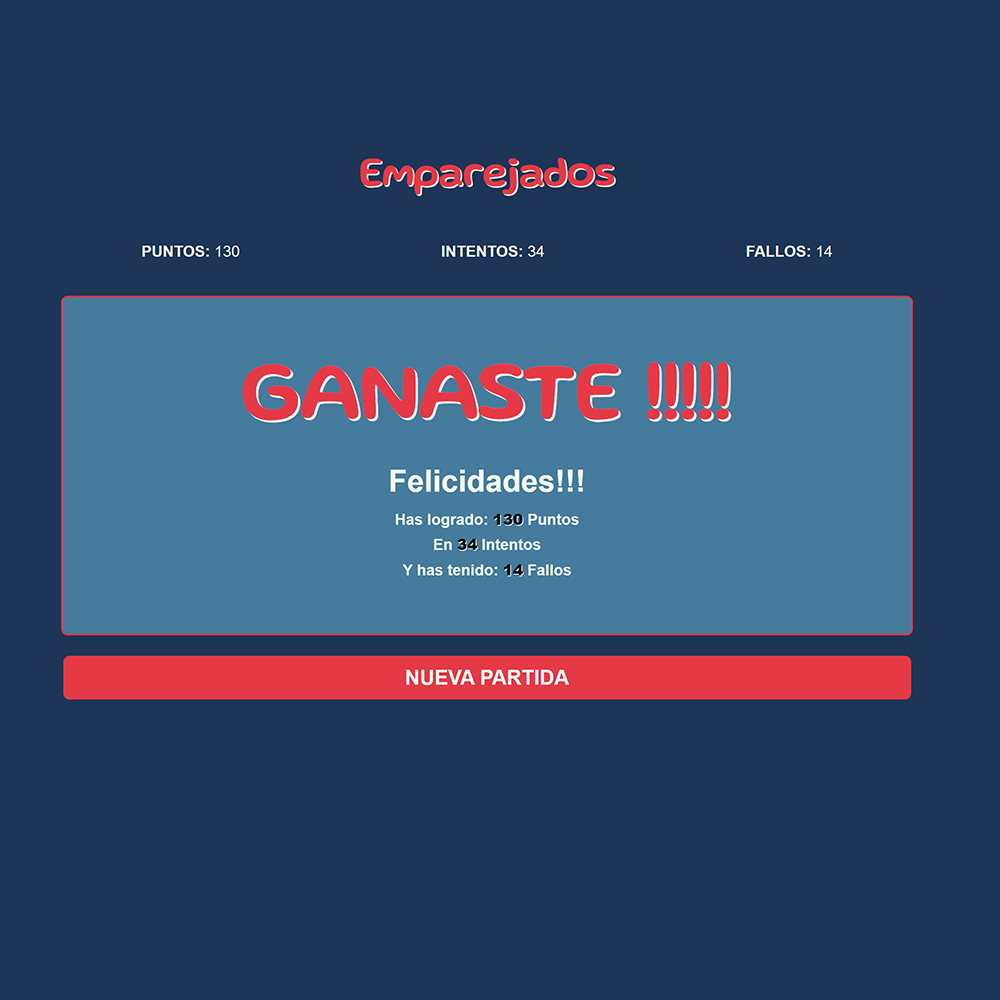 Emparejados
PUNTOS: 130 INTENTOS: 34 FALLOS: 14
GANASTE !!!!!
Felicidades!!!
Has logrado: 130 Puntos
En 34 Intentos
Y has tenido: 14 Fallos
NUEVA PARTIDA